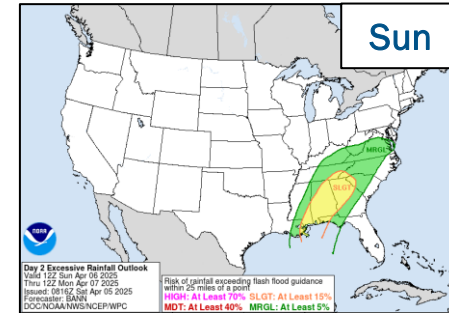 Sun
MRGL
SLGT
NOAA
Day 2 Excessive Rainfall Outlook
Valid 12Z Sun Apr 06 2025
Thru 12Z Mon Apr 07 2025
Issued: 0816Z Sat Apr 05 2025
Forecaster: BANN
DOC/NOAA/NWS/NCEP/WPC
Risk of rainfall exceeding flash flood guidance
within 25 miles of a point
HIGH: At Least 70% SLGT: At Least 15%
MDT: At Least 40% MRGL: At Least 5%